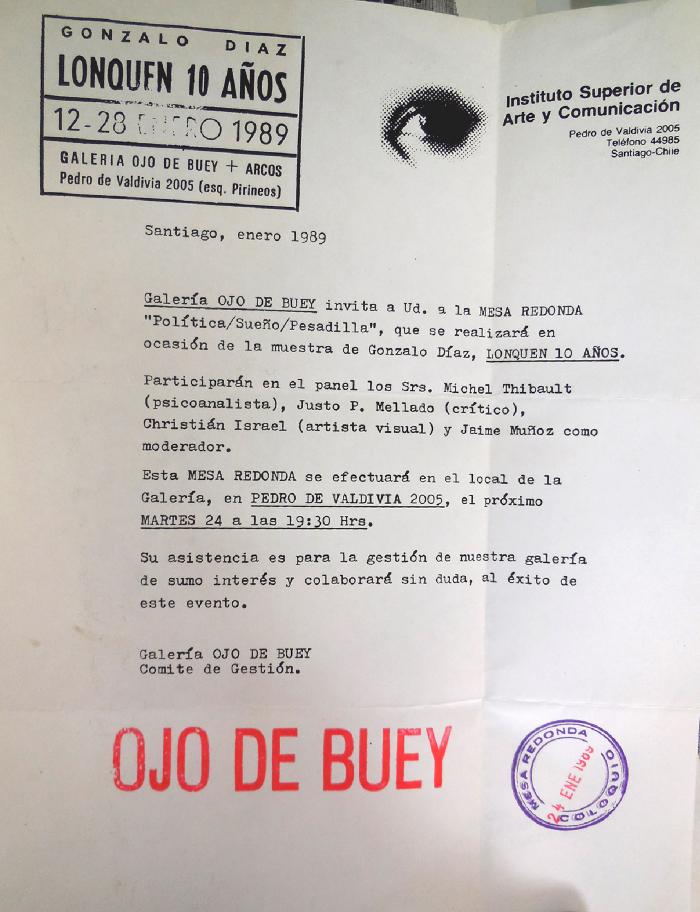 GONZALO DIAZ
LONQUEN 10 AÑOS
12-28 ENERO 1989
GALERIA OJO DE BUEY + ARCOS
Pedro de Valdivia 2005 (esq. Pirineos)
Instituto Superior de
Arte y Comunicación
Pedro de Valdivia 2005
Teléfono 44985
Santiago-Chile
Santiago, enero 1989
Galería OJO DE BUEY invita a Ud. a la MESA REDONDA
"Política/Sueño/Pesadilla", que se realizará en
ocasión de la muestra de Gonzalo Díaz, LONQUEN 10 AÑOS.
Participarán en el panel los Srs. Michel Thibault
(psicoanalista), Justo P. Mellado (crítico),
Christián Israel (artista visual) y Jaime Muñoz como
moderador.
Esta MESA REDONDA se efectuará en el local de la
Galería, en PEDRO DE VALDIVIA 2005, el próximo
MARTES 24 a las 19:30 Hrs.
Su asistencia es para la gestión de nuestra galería
de sumo interés y colaborará sin duda, al éxito de
este evento.
Galería OJO DE BUEY
Comite de Gestión.
OJO DE BUEY
MESA REDONDA
24 ENE 1989
COLOQUIO